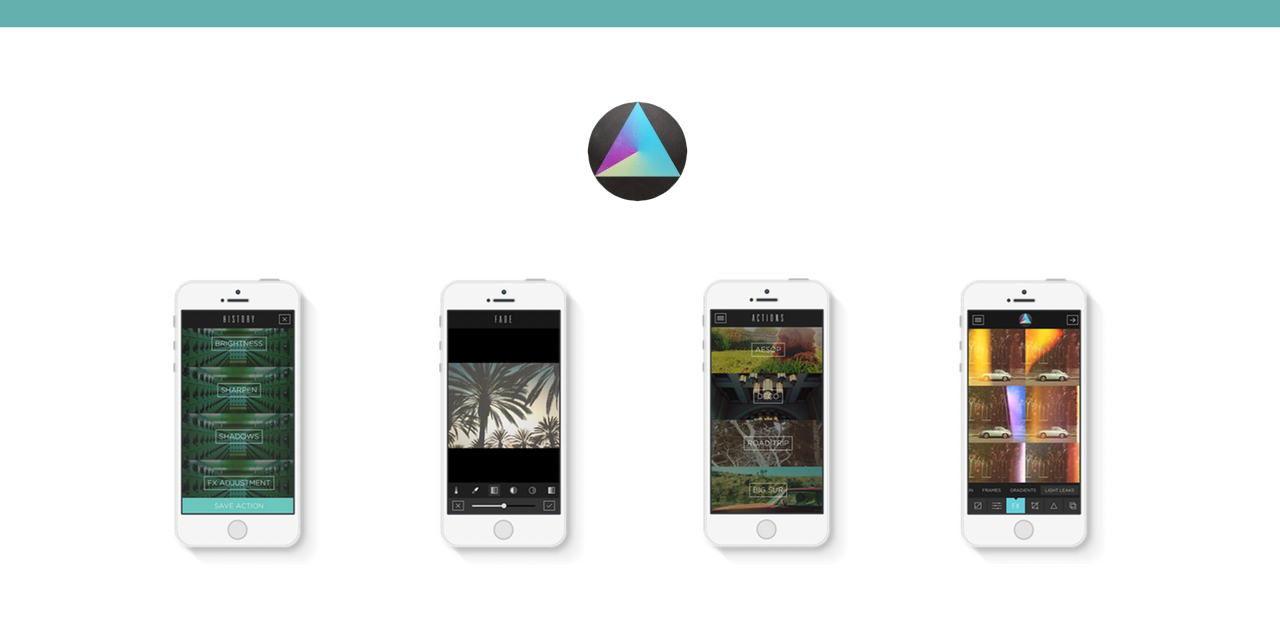 HISTORY
BRIGHTNESS
SHARPEN
SHADOWS
FX ADJUSTMENT
SAVE ACTION
FADE
ACTIONS
AESOP
DECO
ROAD TRIP
BIG SUR
FRAMES GRADIENTS LIGHT LEAKS
FX